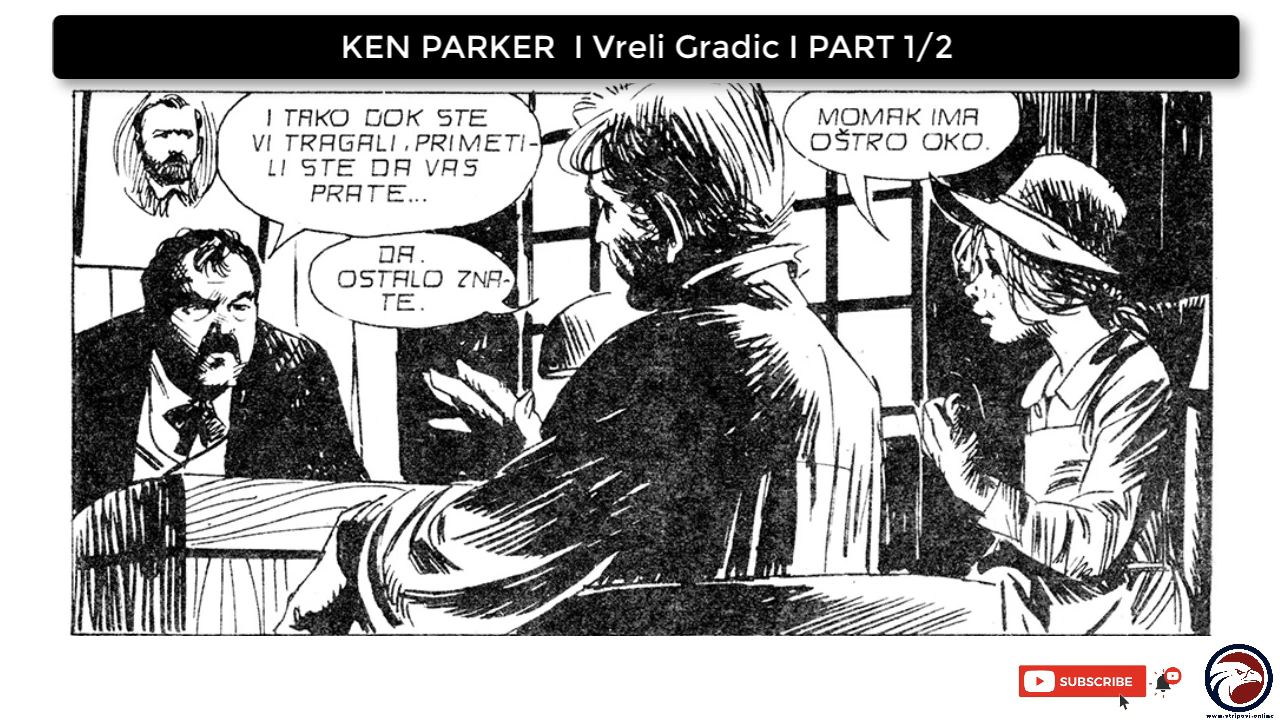 KEN PARKER I Vreli Gradic I PART 1/2
I TAKO DOK STE
VI TRAGALI, PRIMETI-
LI STE DA VAS
PRATE...
DA.
OSTALO ZNA-
TE.
MOMAK IMA
OŠTRO OKO.
SUBSCRIBE